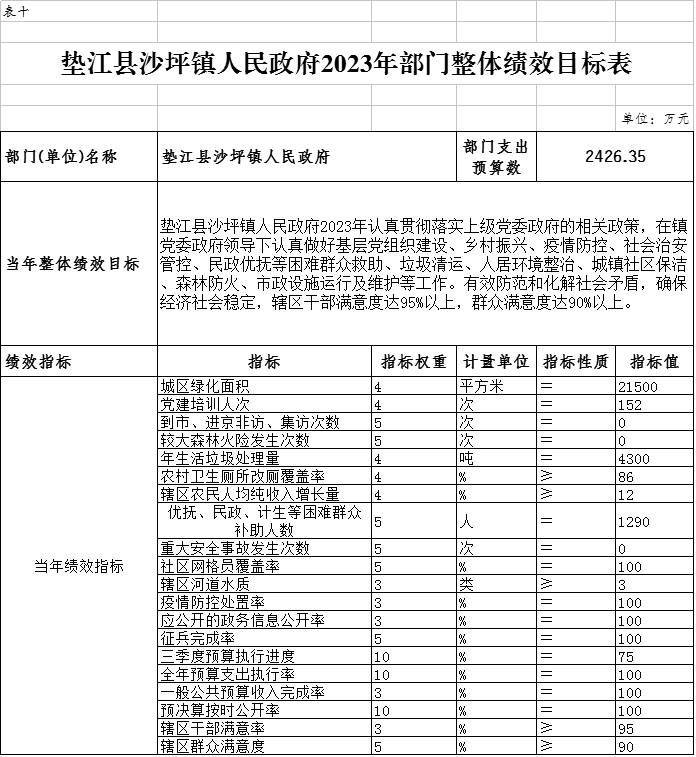 表十
垫江县沙坪镇人民政府2023年部门整体绩效目标表
单位：万元
部门(单位)名称 垫江县沙坪镇人民政府 部门支出预算数 2426.35
当年整体绩效目标
垫江县沙坪镇人民政府2023年认真贯彻落实上级党委政府的相关政策，在镇
党委政府领导下认真做好基层党组织建设、乡村振兴、疫情防控、社会治安
管控、民政优抚等困难群众救助、垃圾清运、人居环境整治、城镇社区保洁
、森林防火、市政设施运行及维护等工作。有效防范和化解社会矛盾，确保
经济社会稳定，辖区干部满意度达95%以上，群众满意度达90%以上。
绩效指标 指标 指标权重 计量单位 指标性质 指标值
当年绩效指标
城区绿化面积 4 平方米 ＝ 21500
党建培训人次 4 次 ＝ 152
到市、进京非访、集访次数 5 次 ＝ 0
较大森林火险发生次数 5 次 ＝ 0
年生活垃圾处理量 4 吨 ＝ 4300
农村卫生厕所改厕覆盖率 4 % ≥ 86
辖区农民人均纯收入增长量 4 % ≥ 12
优抚、民政、计生等困难群众
补助人数 5 人 ＝ 1290
重大安全事故发生次数 5 次 ＝ 0
社区网格员覆盖率 5 % ＝ 100
辖区河道水质 3 类 ≥ 3
疫情防控处置率 3 % ＝ 100
应公开的政务信息公开率 3 % ＝ 100
征兵完成率 5 % ＝ 100
三季度预算执行进度 10 % ＝ 75
全年预算支出执行率 10 % ＝ 100
一般公共预算收入完成率 3 % ＝ 100
预决算按时公开率 10 % ＝ 100
辖区干部满意率 3 % ≥ 95
辖区群众满意度 5 % ≥ 90